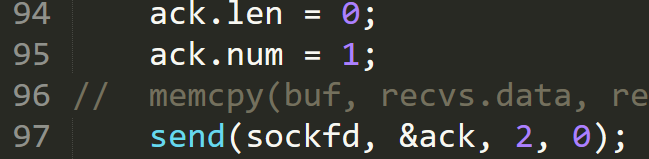 94 ack.len = 0;
95 ack.num = 1;
96 // memcpy(buf, recvs.data, re
97 send(sockfd, &ack, 2, 0);